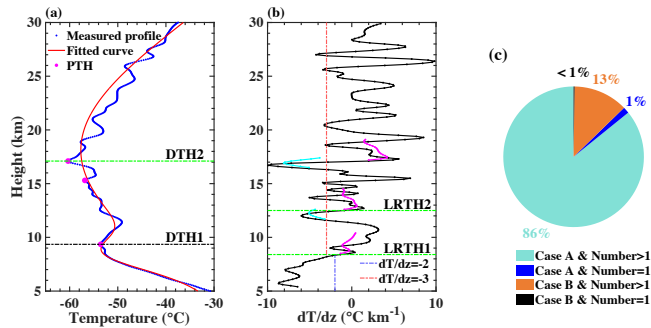 (a)
Measured profile
Fitted curve
PTH
DTH2
DTH1
30
25
20
15
10
5
Height (km)
-60
-50
-40
-30
Temperature (°C)
(b)
LRTH2
LRTH1
dT/dz=-2
dT/dz=-3
30
25
20
15
10
5
-10
-5
0
5
10
dT/dz (°C km-1)
(c)
< 1%
13%
1%
86%
Case A & Number>1
Case A & Number=1
Case B & Number>1
Case B & Number=1